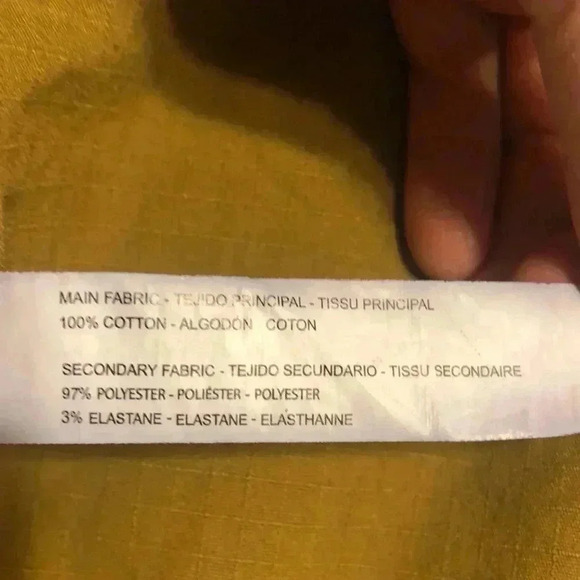 MAIN FABRIC - TEJIDO PRINCIPAL - TISSU PRINCIPAL
100% COTTON - ALGODÓN COTON
SECONDARY FABRIC - TEJIDO SECUNDARIO - TISSU SECONDAIRE
97% POLYESTER - POLIÉSTER - POLYESTER
3% ELASTANE - ELASTANE - ELASTHANNE